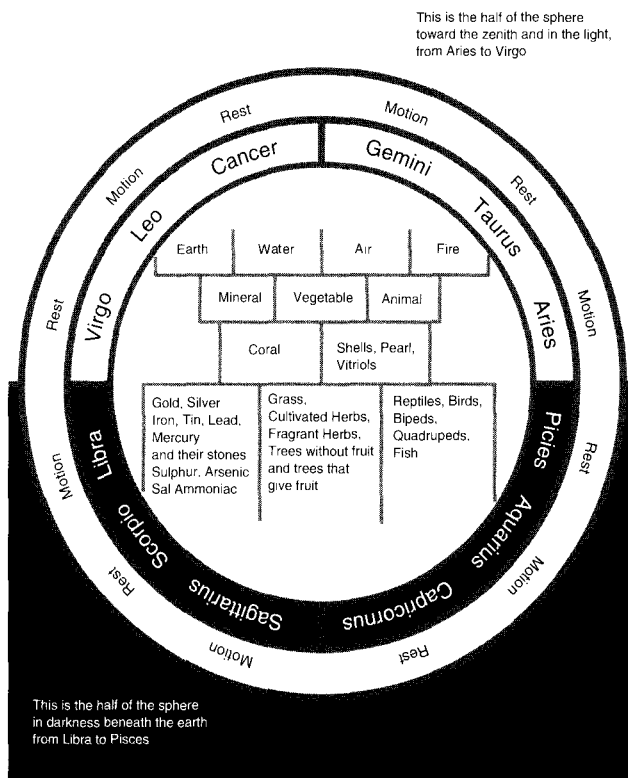 This is the half of the sphere
toward the zenith and in the light,
from Aries to Virgo
Rest
Motion
Rest
Motion
Rest
Motion
Rest
Motion
Rest
Motion
Rest
Motion
Cancer
Gemini
Taurus
Aries
Picies
Aquarius
Capricornus
Sagittarius
Scorpio
Libra
Virgo
Leo
Earth
Water
Air
Fire
Mineral
Vegetable
Animal
Coral
Shells, Pearl,
Vitriols
Gold, Silver
Iron, Tin, Lead,
Mercury
and their stones
Sulphur, Arsenic
Sal Ammoniac
Grass,
Cultivated Herbs,
Fragrant Herbs,
Trees without fruit
and trees that
give fruit
Reptiles, Birds,
Bipeds,
Quadrupeds,
Fish
This is the half of the sphere
in darkness beneath the earth
from Libra to Pisces